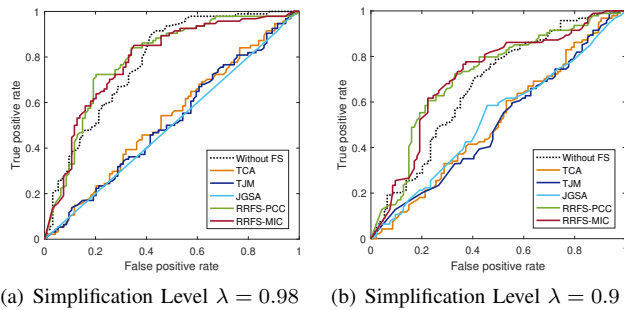 1
0.8
0.6
0.4
0.2
0
True positive rate
0 0.2 0.4 0.6 0.8 1
False positive rate
Without FS
TCA
TJM
JGSA
RRFS-PCC
RRFS-MIC
(a) Simplification Level λ = 0.98
1
0.8
0.6
0.4
0.2
0
True positive rate
0 0.2 0.4 0.6 0.8 1
False positive rate
Without FS
TCA
TJM
JGSA
RRFS-PCC
RRFS-MIC
(b) Simplification Level λ = 0.9